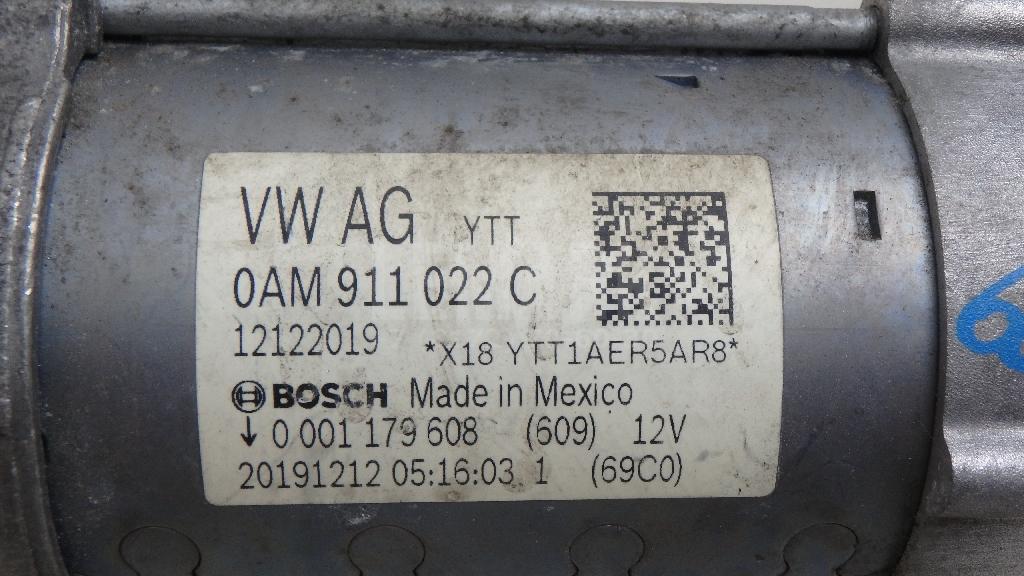 VW AG YTT
0AM 911 022 C
12122019 *X18 YTT1AER5AR8*
BOSCH Made in Mexico
↓ 0 001 179 608 (609) 12V
20191212 05:16:03 1 (69C0)